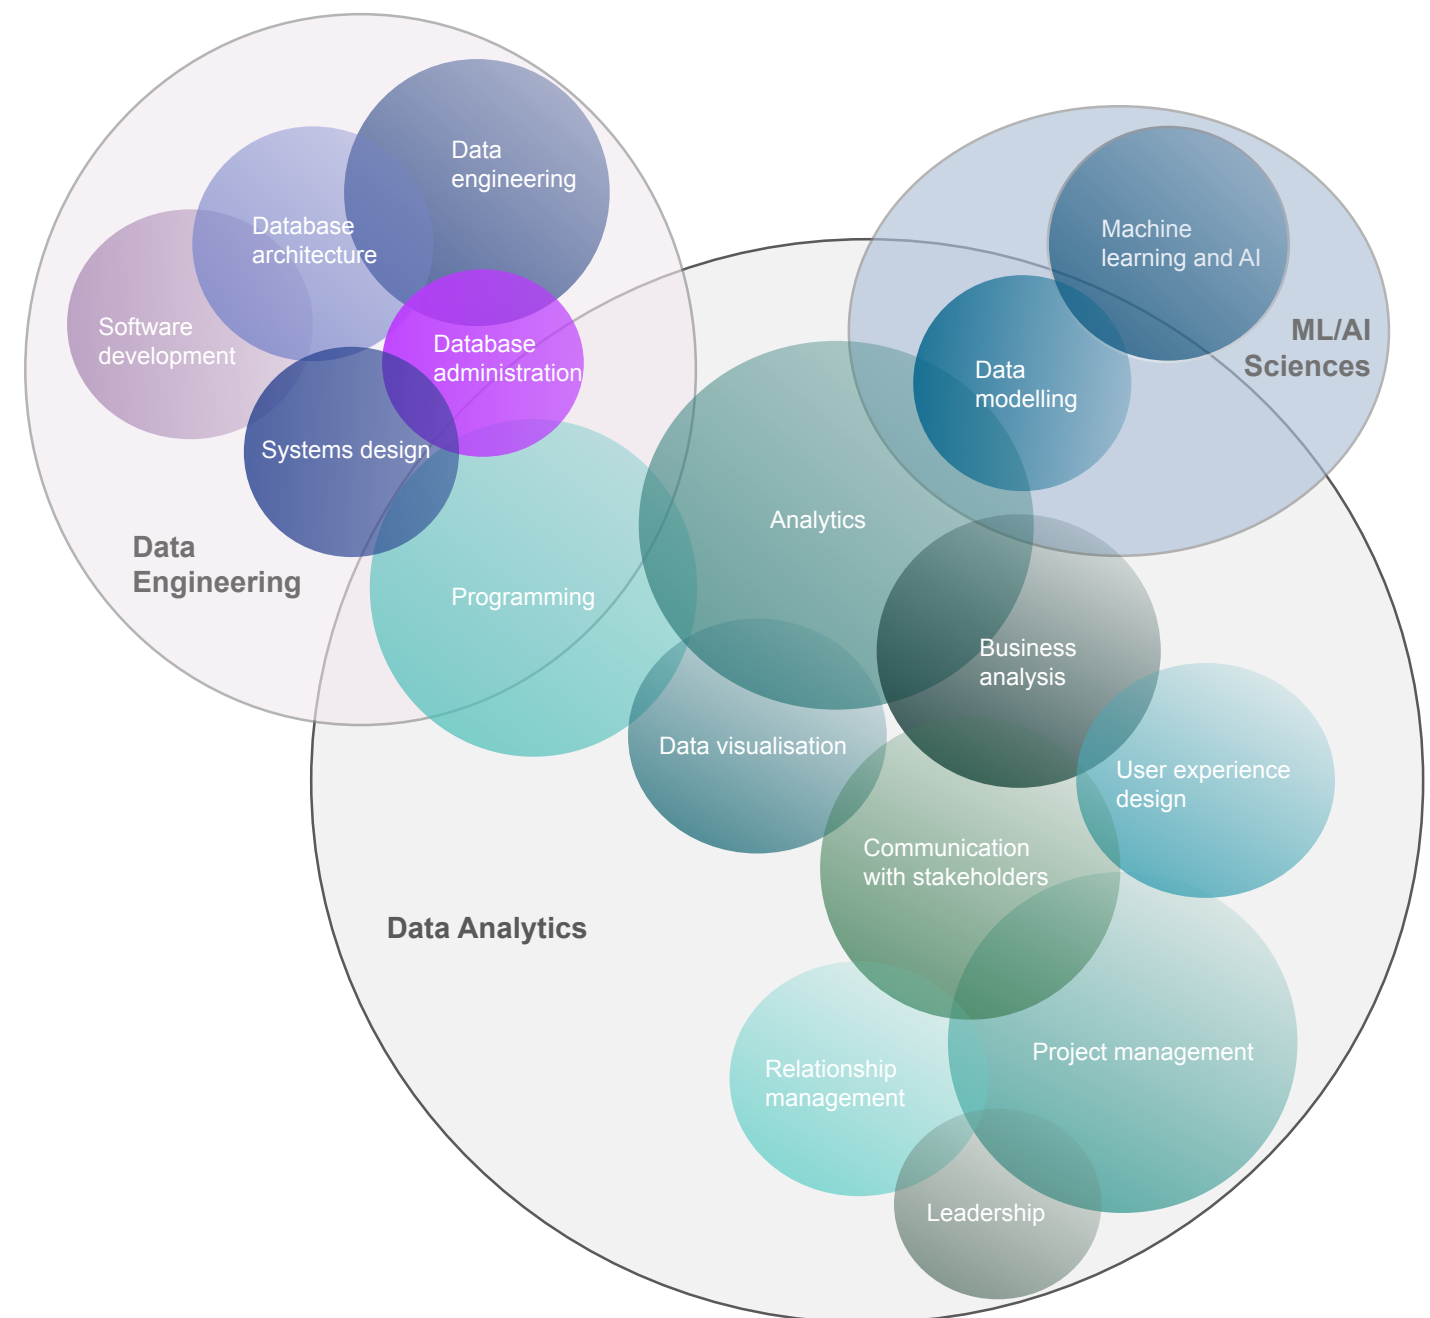 Data
engineering
Database
architecture
Machine
learning and AI
Software
development
Database
administration
ML/AI
Sciences
Data
modelling
Systems design
Analytics
Data
Engineering
Programming
Business
analysis
Data visualisation
User experience
design
Communication
with stakeholders
Data Analytics
Project management
Relationship
management
Leadership